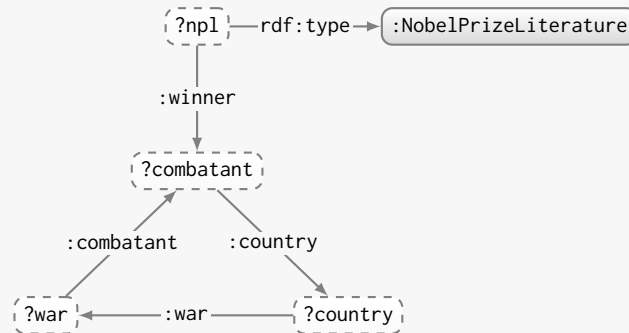 ?npl rdf:type :NobelPrizeLiterature
:winner
?combatant
:combatant :country
?war :war ?country